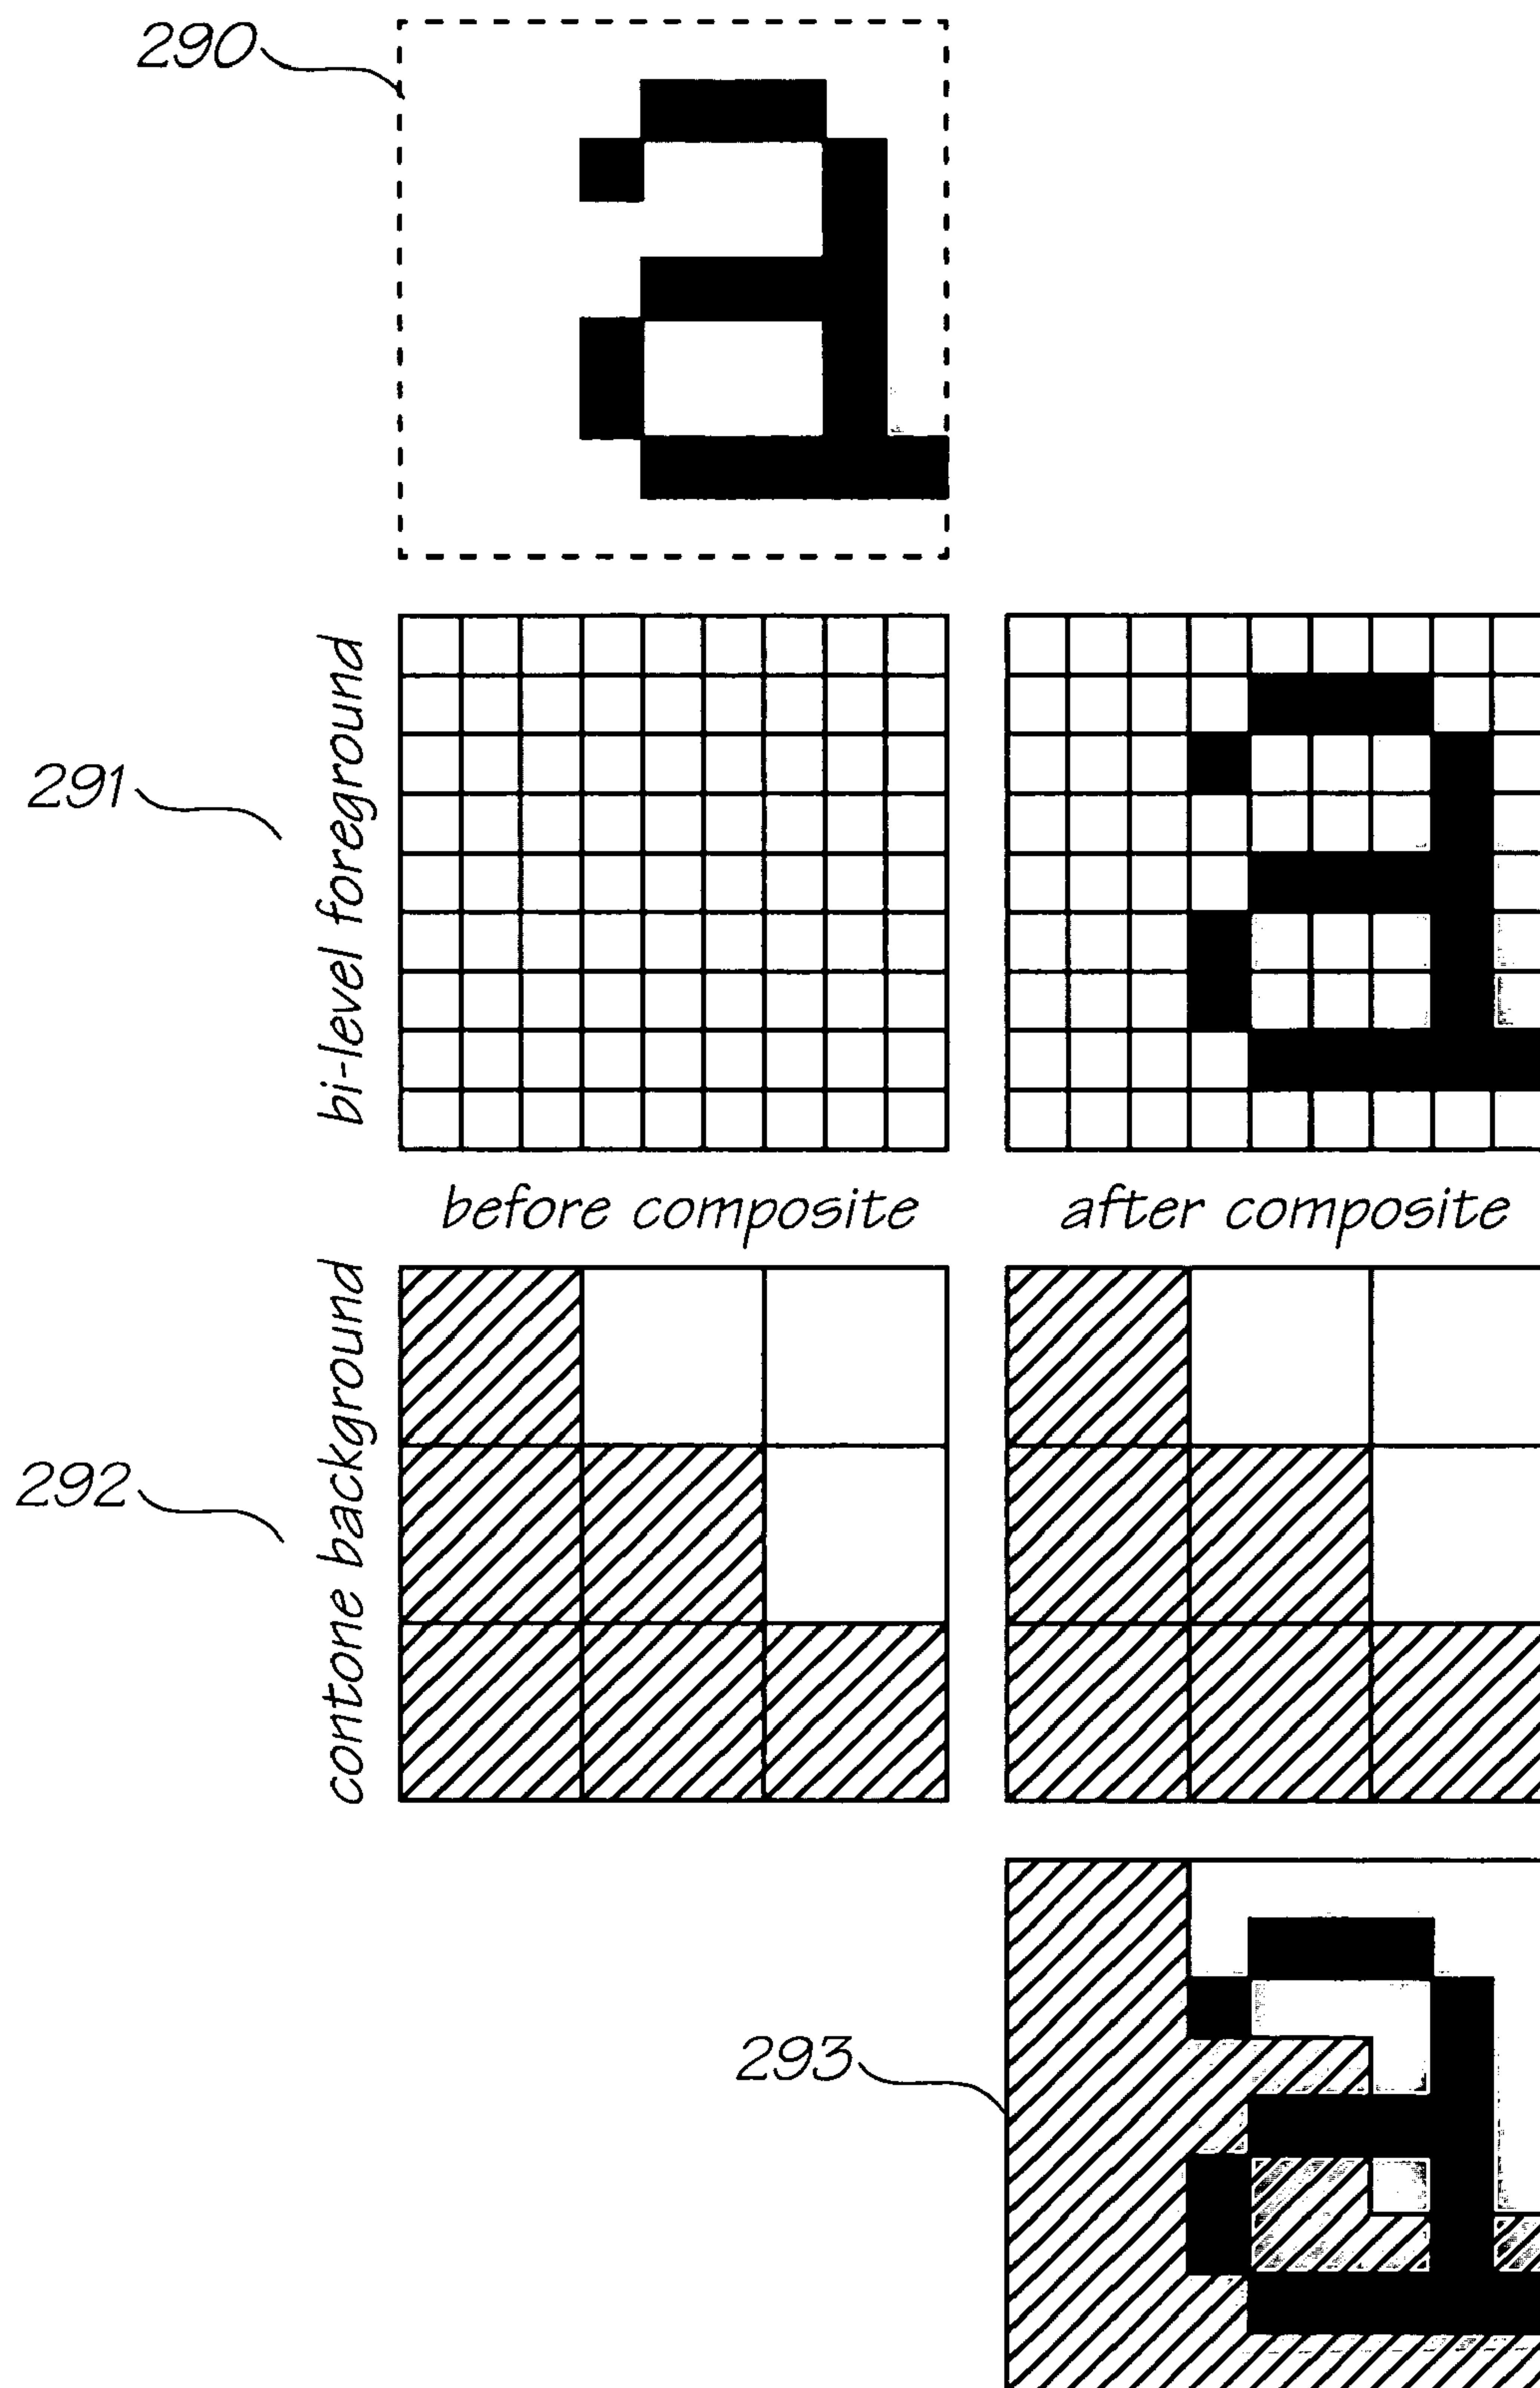 290
a
291
bi-level foreground
a
before composite
after composite
292
contone background
293
a